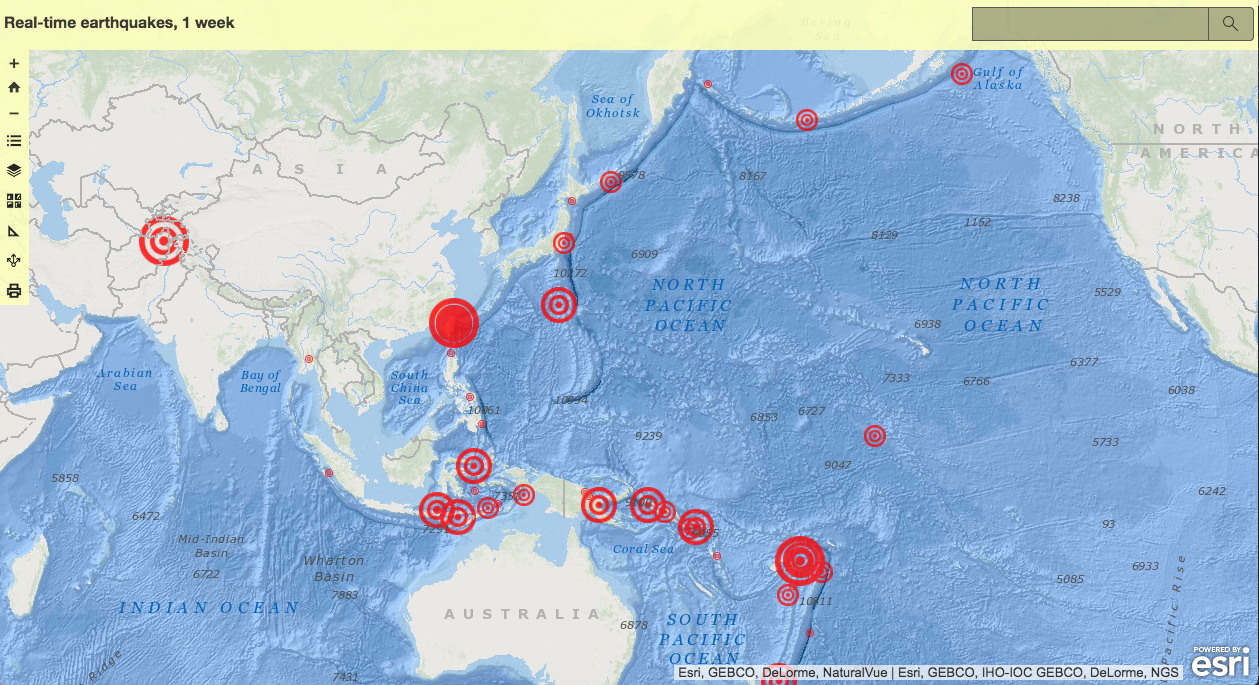 Real-time earthquakes, 1 week
Bering
Sea
Gulf of
Alaska
Sea of
Okhotsk
NORTH
AMERICA
ASIA
8167
8238
1152
8129
6909
10272
NORTH
PACIFIC
OCEAN
NORTH
PACIFIC
OCEAN
5529
6938
6377
Arabian
Sea
Bay of
Bengal
South
China
Sea
7333
6766
6038
10994
6853
6727
9239
5733
9047
5858
6242
6472
93
Mid-Indian
Basin
6722
Wharton
Basin
7883
Coral Sea
6933
5085
INDIAN OCEAN
AUSTRALIA
10811
6878
SOUTH
PACIFIC
OCEAN
Pacific Rise
Ridge
7431
Esri, GEBCO, DeLorme, NaturalVue | Esri, GEBCO, IHO-IOC GEBCO, DeLorme, NGS
POWERED BY
esri